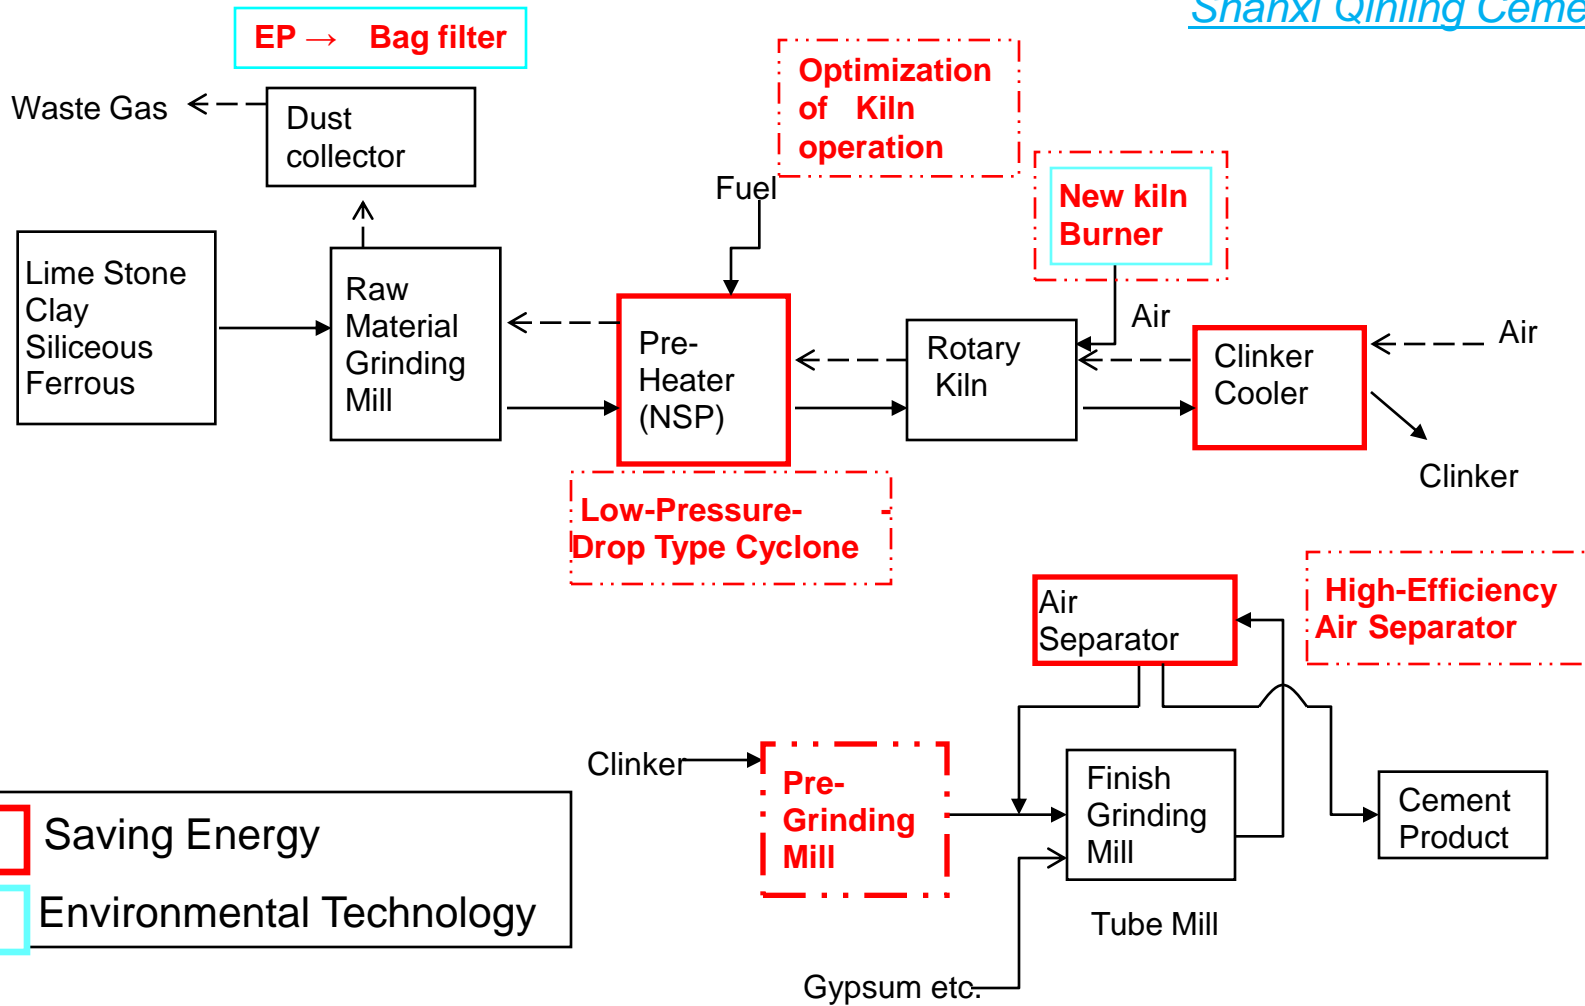 Shanxi Qinling Ceme
EP → Bag filter
Optimization
of Kiln
operation
Waste Gas
Dust
collector
Fuel
New kiln
Burner
Lime Stone
Clay
Siliceous
Ferrous
Raw
Material
Grinding
Mill
Pre-
Heater
(NSP)
Rotary
Kiln
Air
Clinker
Cooler
Air
Clinker
Low-Pressure- -
Drop Type Cyclone
High-Efficiency
Air Separator
Air
Separator
Clinker
Pre-
Grinding
Mill
Finish
Grinding
Mill
Cement
Product
Tube Mill
Gypsum etc.
Saving Energy
Environmental Technology